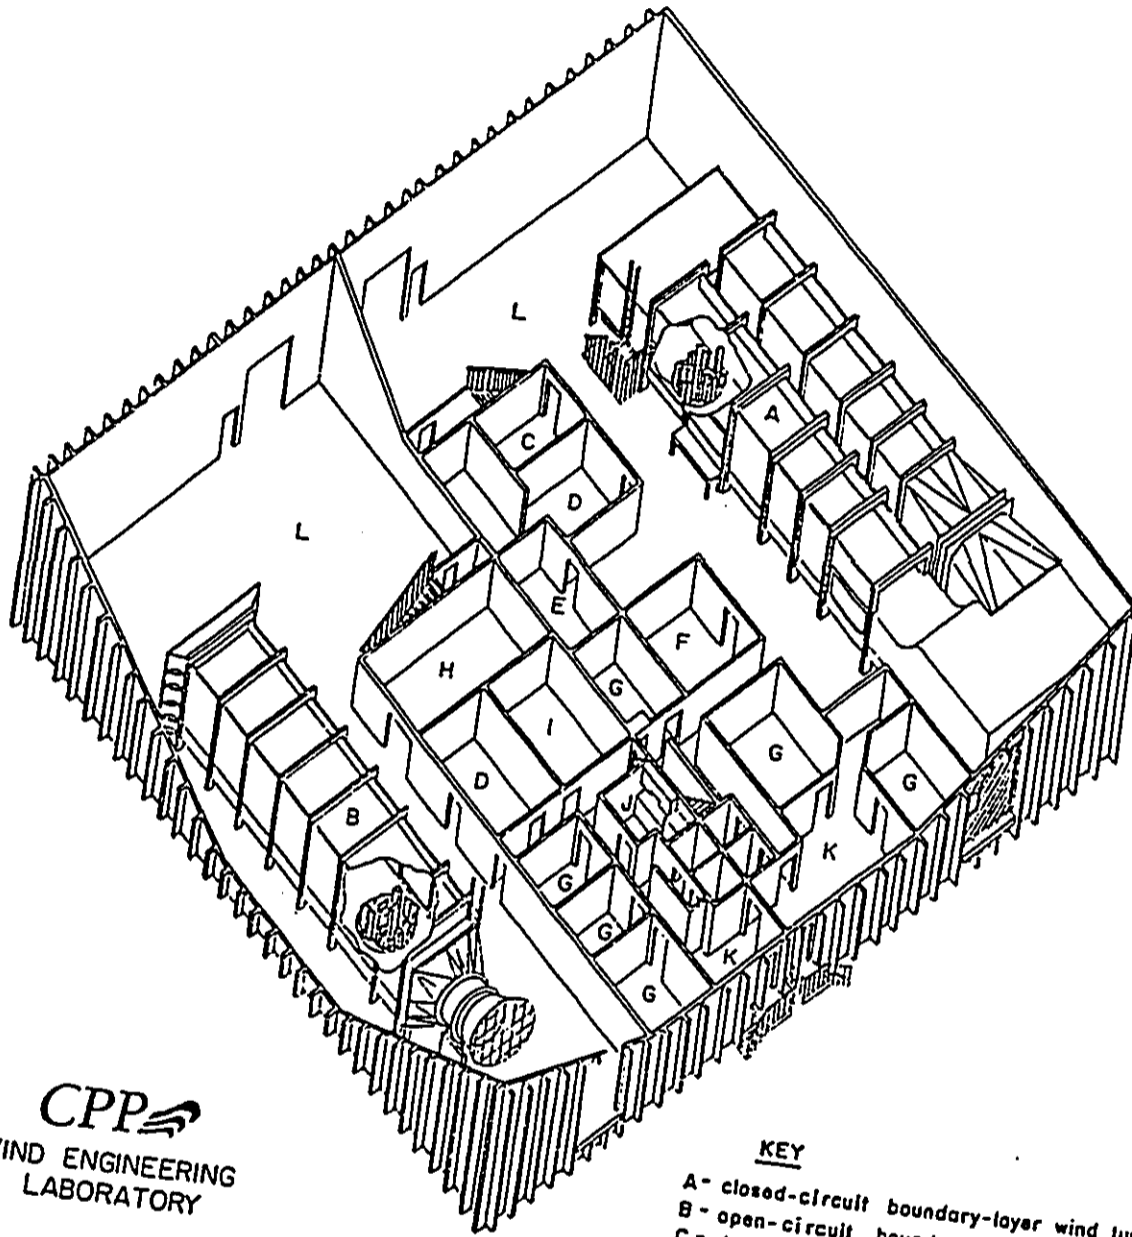 L
A
C
D
L
E
F
H
G
I
G
D
G
J
B
K
G
G
K
G
CPP
WIND ENGINEERING
LABORATORY
KEY
A - closed-circuit boundary-layer wind
B - open-circuit